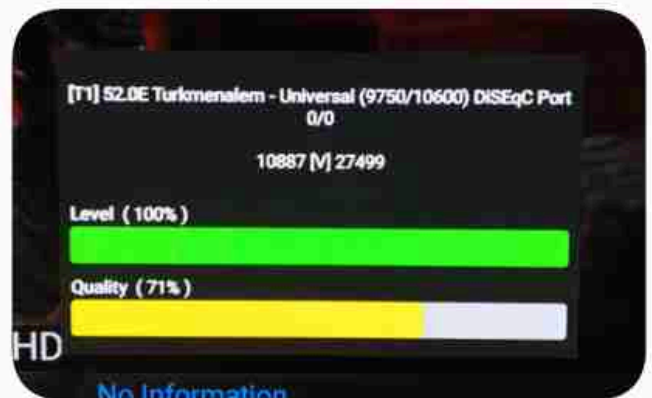 [T1] 52.0E Turkmenalem - Universal (9750/10600) DiSEqC Port
0/0
10887 [V] 27499
Level ( 100% )
Quality ( 71% )
HD
No Information